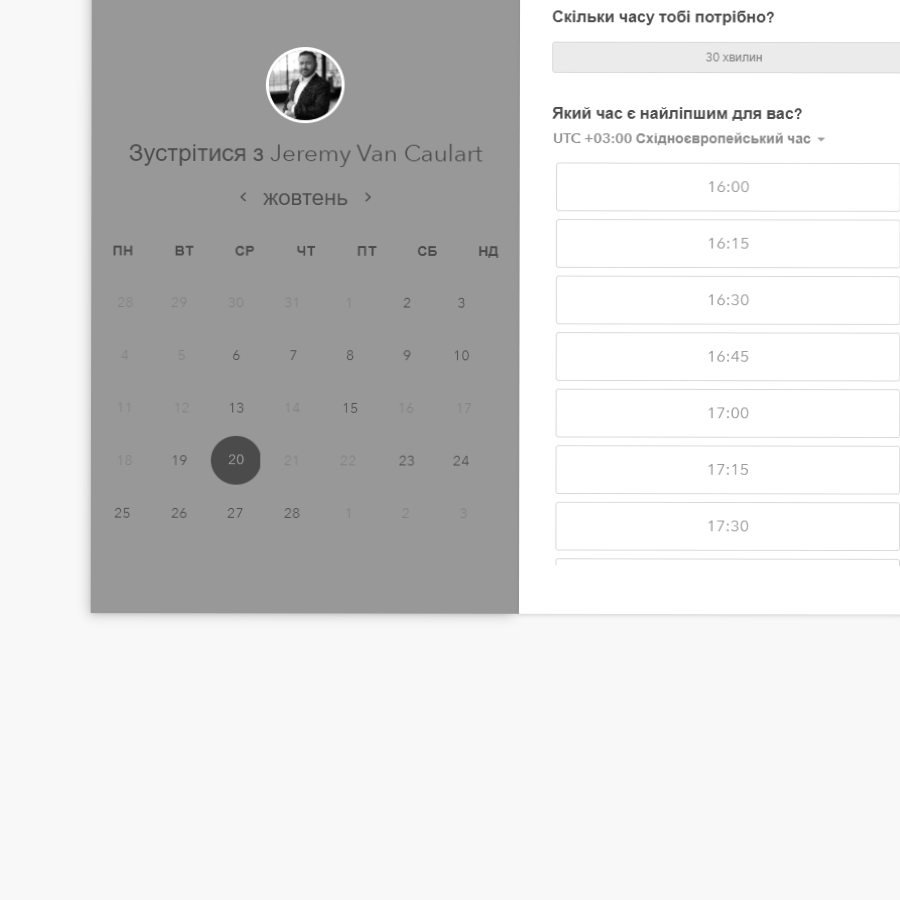 Зустрітися з Jeremy Van Caulart
жовтень
ПН ВТ СР ЧТ ПТ СБ НД
28 29 30 31 1 2 3
4 5 6 7 8 9 10
11 12 13 14 15 16 17
18 19 20 21 22 23 24
25 26 27 28 1 2 3
Скільки часу тобі потрібно?
30 хвилин
Який час є найліпшим для вас?
UTC +03:00 Східноєвропейський час
16:00
16:15
16:30
16:45
17:00
17:15
17:30